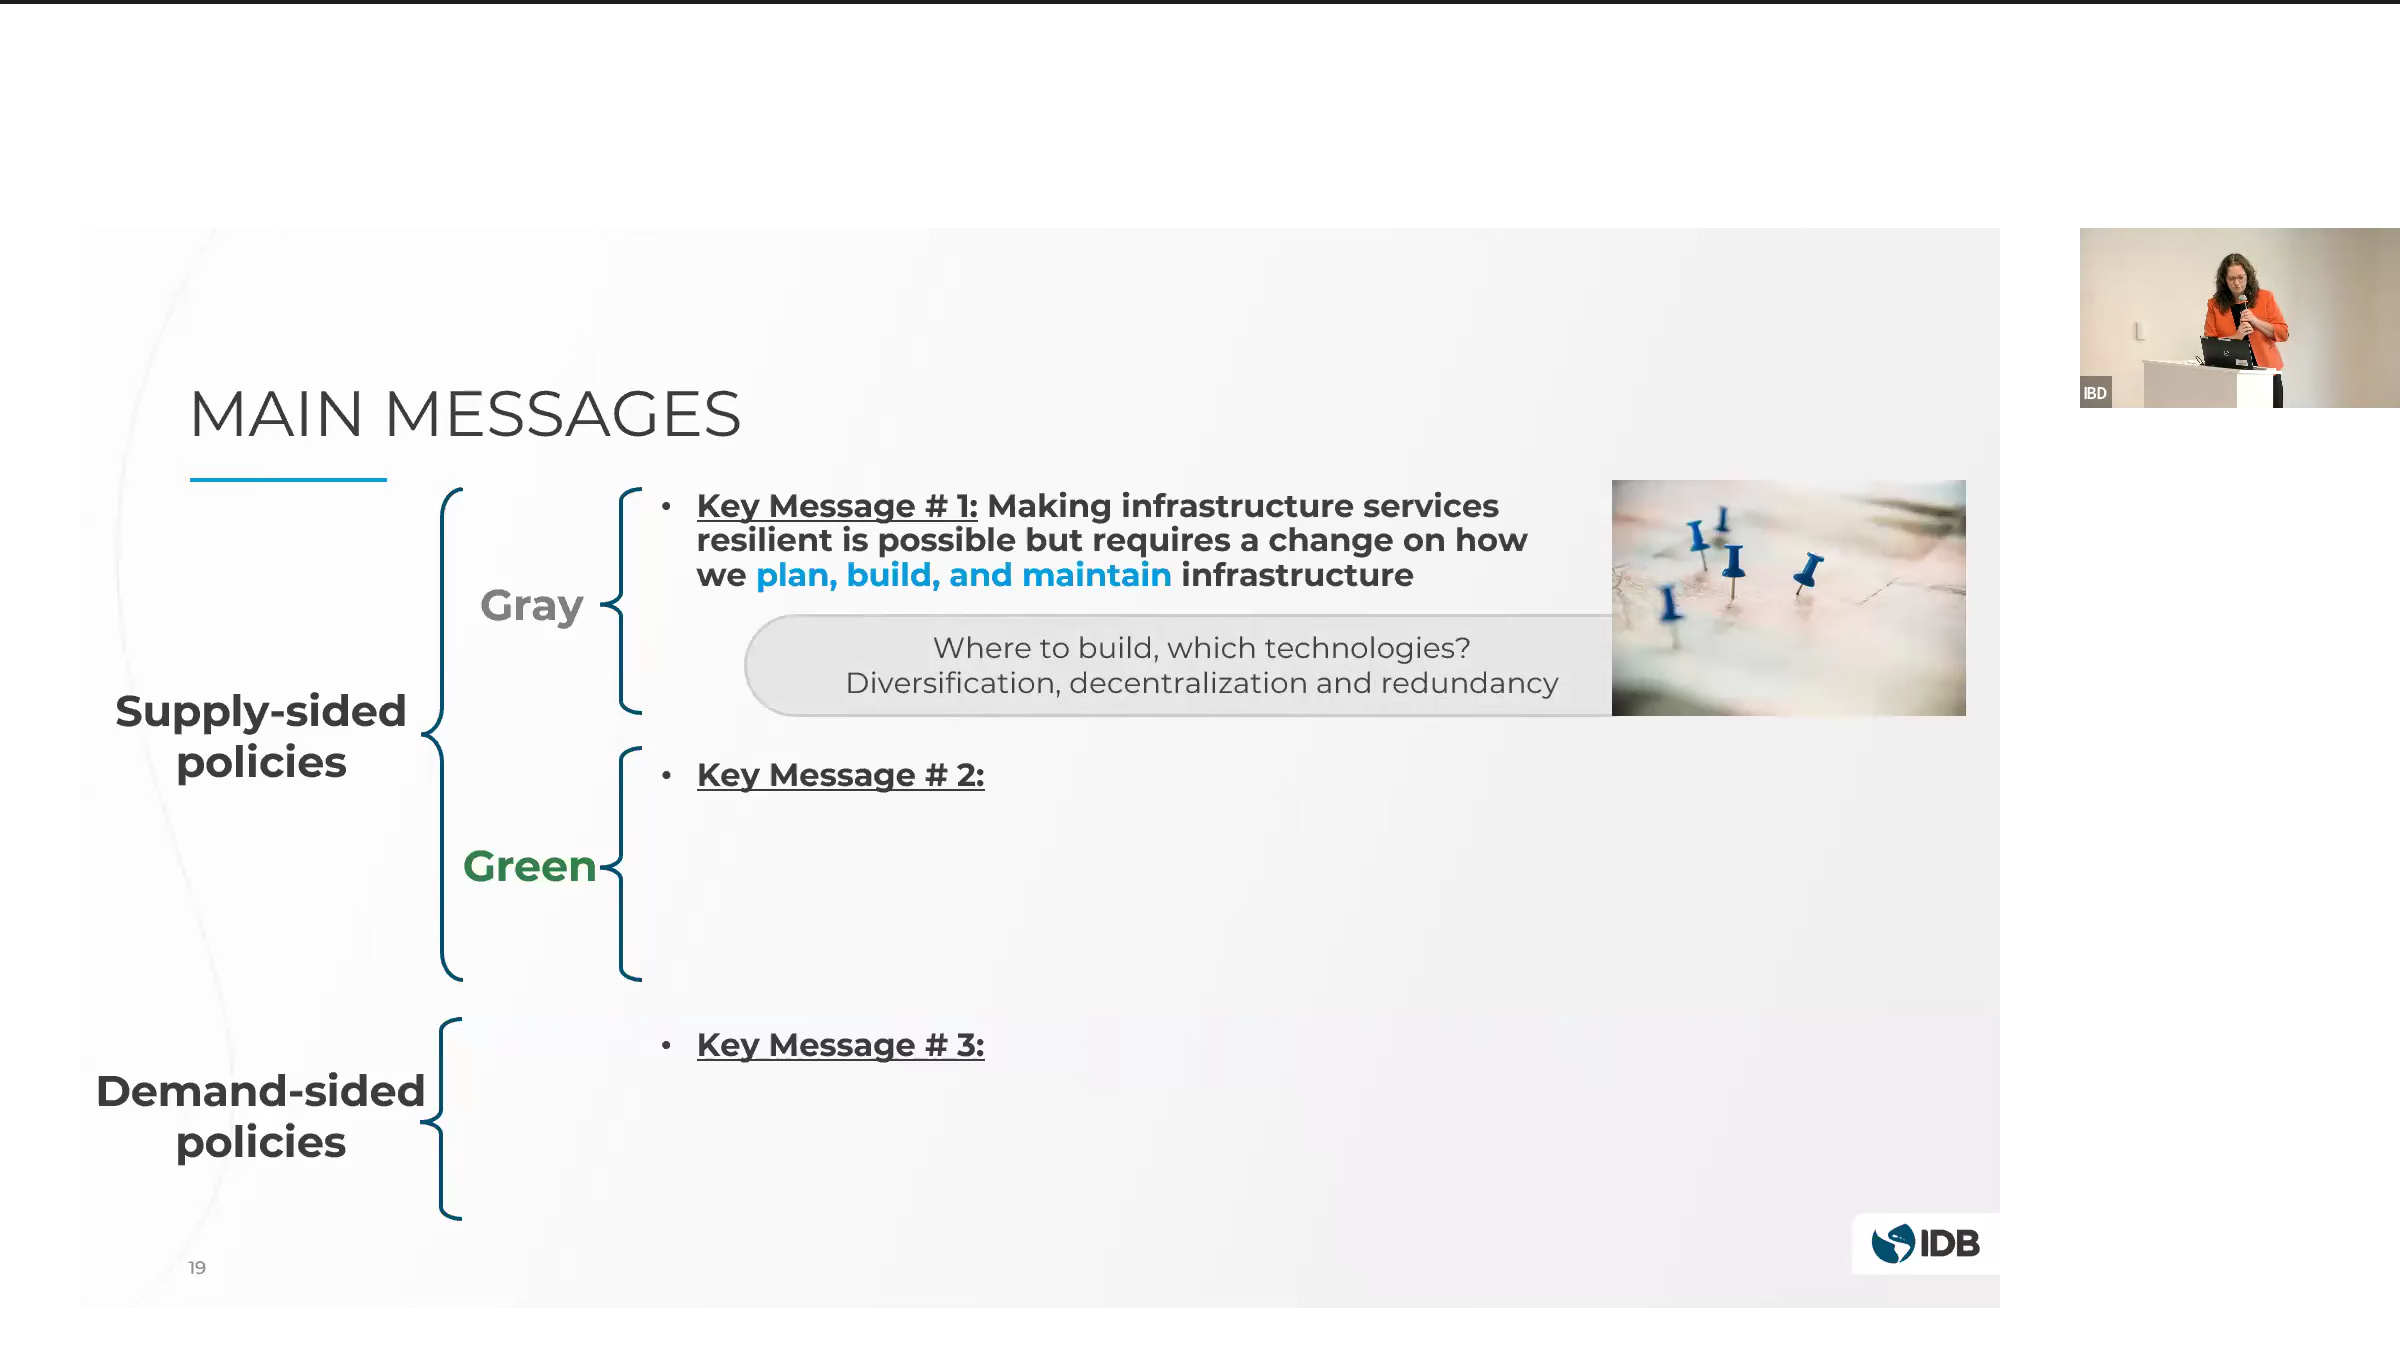 MAIN MESSAGES
Supply-sided
policies
Gray
• Key Message # 1: Making infrastructure services
resilient is possible but requires a change on how
we plan, build, and maintain infrastructure
Where to build, which technologies?
Diversification, decentralization and redundancy
Green
• Key Message # 2:
Demand-sided
policies
• Key Message # 3:
19
IDB
IBD